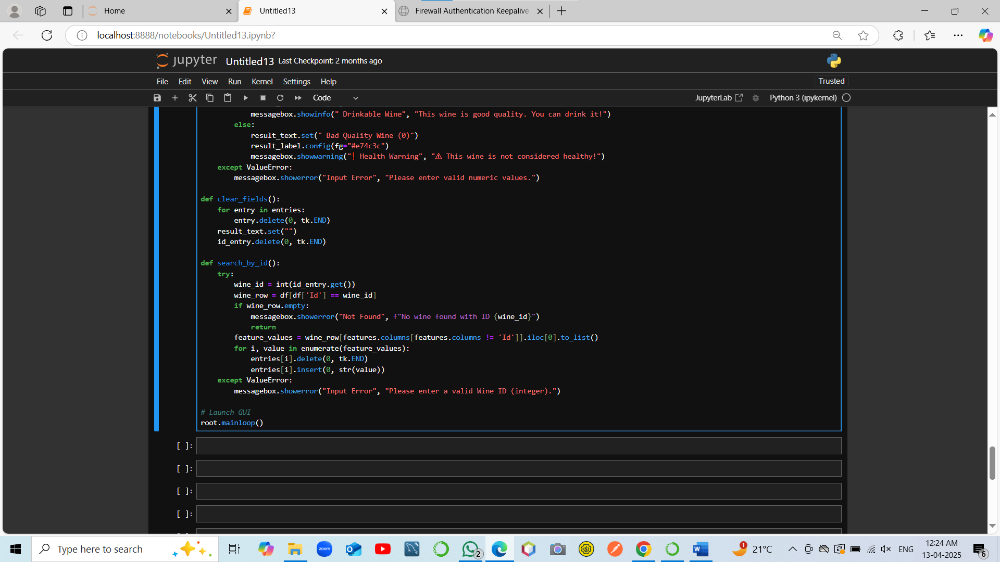 Home
Untitled13
Firewall Authentication Keepalive
localhost:8888/notebooks/Untitled13.ipynb?
jupyter Untitled13 Last Checkpoint: 2 months ago
File Edit View Run Kernel Settings Help
Trusted
Code
JupyterLab
Python 3 (ipykernel)
messagebox.showinfo(" Drinkable Wine", "This wine is good quality. You can drink it!")
else:
result_text.set(" Bad Quality Wine (0)")
result_label.config(fg="#e74c3c")
messagebox.showwarning("❗ Health Warning", "⚠ This wine is not considered healthy!")
except ValueError:
messagebox.showerror("Input Error", "Please enter valid numeric values.")
def clear_fields():
for entry in entries:
entry.delete(0, tk.END)
result_text.set("")
id_entry.delete(0, tk.END)
def search_by_id():
try:
wine_id = int(id_entry.get())
wine_row = df[df['Id'] == wine_id]
if wine_row.empty:
messagebox.showerror("Not Found", f"No wine found with ID {wine_id}")
return
feature_values = wine_row[features.columns[features.columns != 'Id']].iloc[0].to_list()
for i, value in enumerate(feature_values):
entries[i].delete(0, tk.END)
entries[i].insert(0, str(value))
except ValueError:
messagebox.showerror("Input Error", "Please enter a valid Wine ID (integer).")
# Launch GUI
root.mainloop()
[ ]:
[ ]:
[ ]:
[ ]:
Type here to search
zoom
2
1
21°C
ENG
12:24 AM
13-04-2025
6